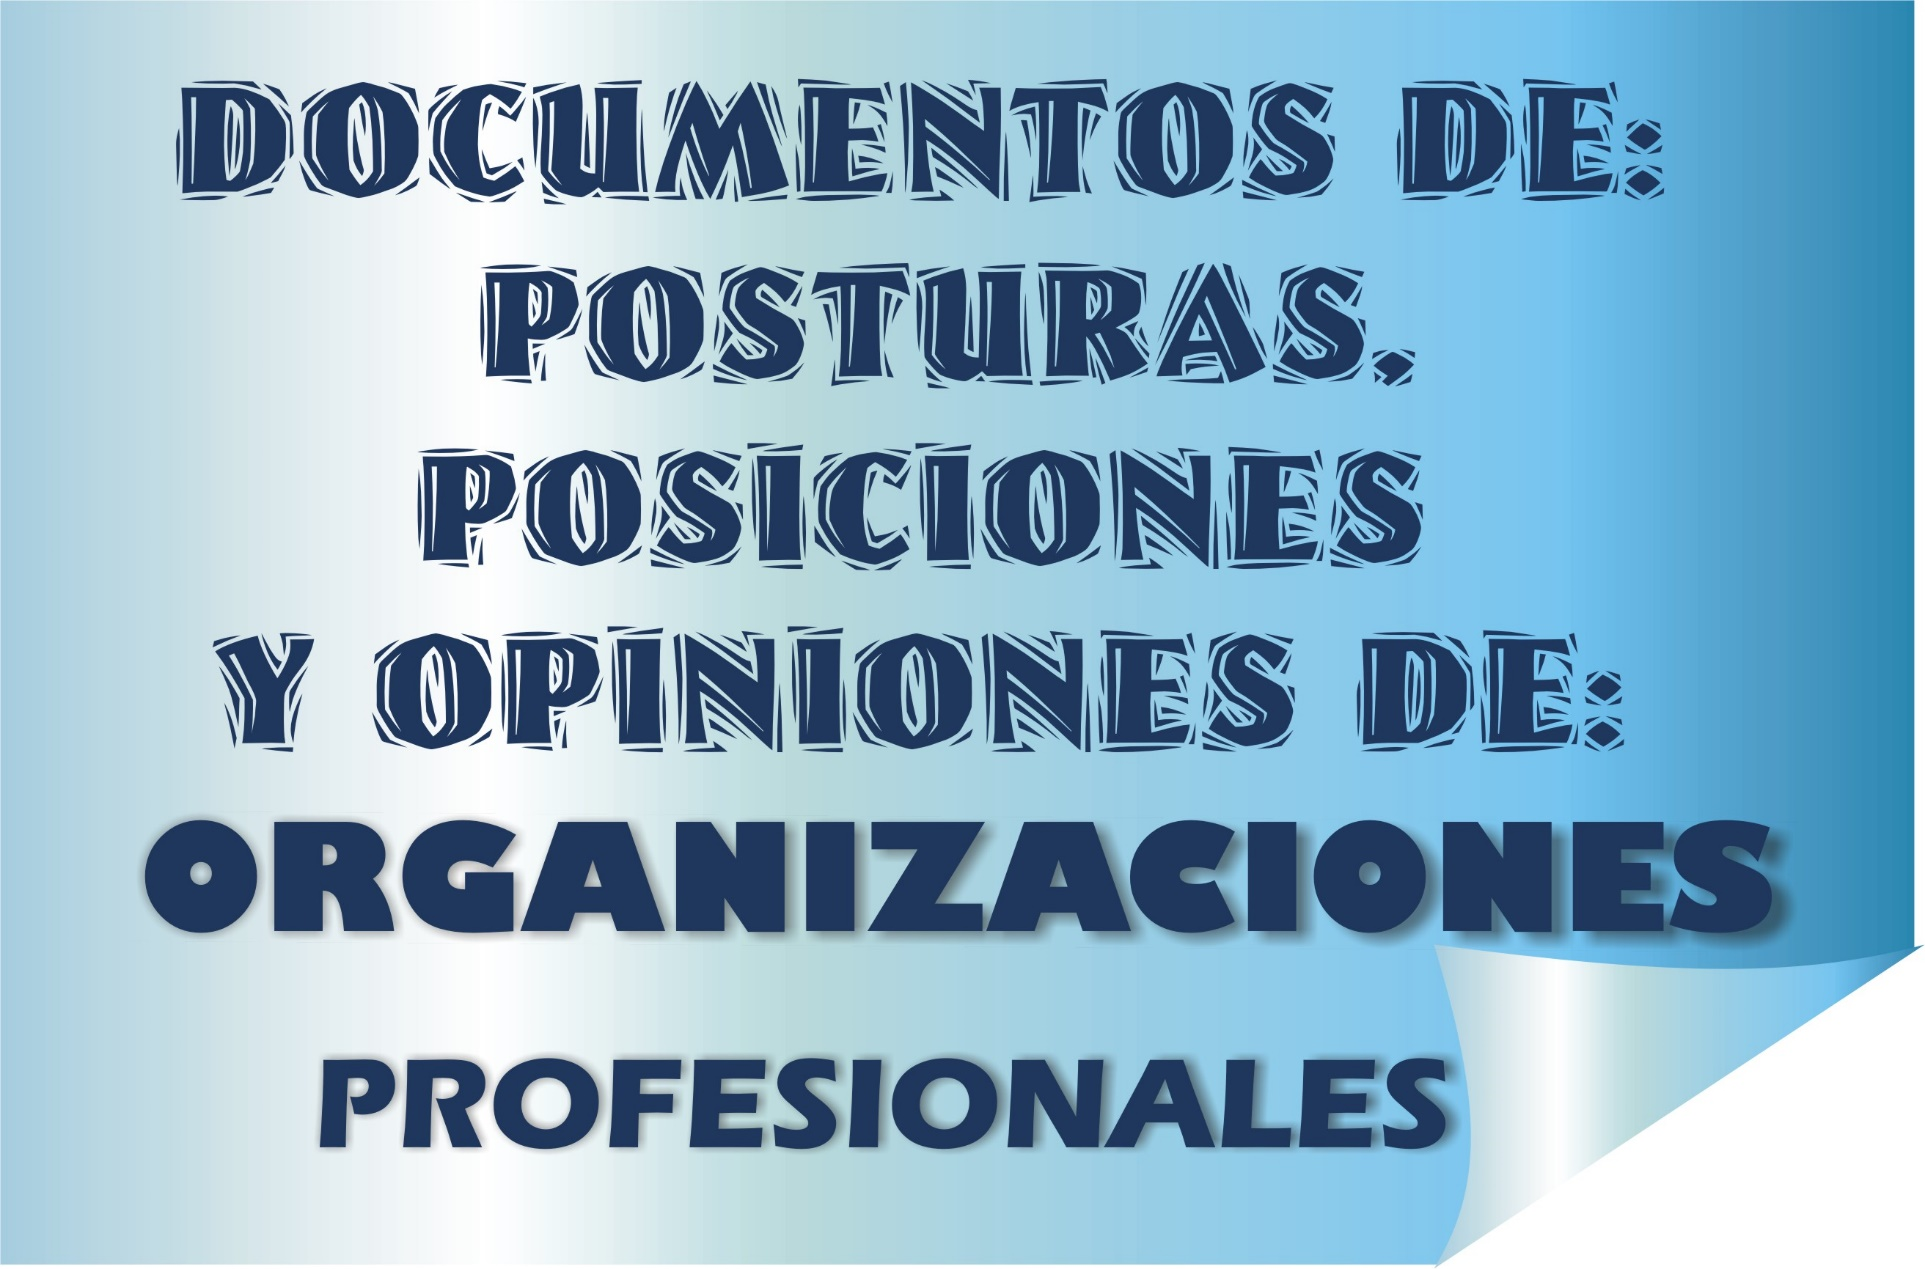 DOCUMENTOS DE:
POSTURAS,
POSICIONES
Y OPINIONES DE:
ORGANIZACIONES
PROFESIONALES